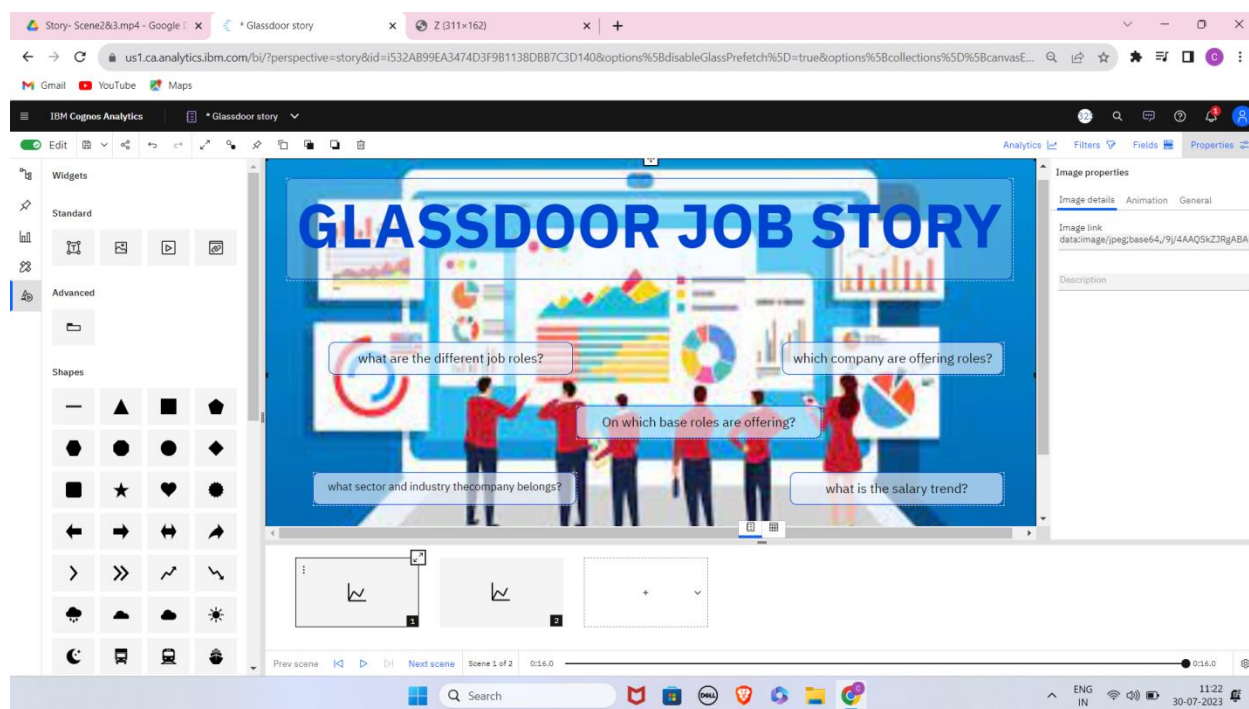 Story- Scene2&3.mp4 - Google D
* Glassdoor story
Z (311×162)
us1.ca.analytics.ibm.com/bi/?perspective=story&id=i532AB99EA3474D3F9B1138DBB7C3D140&options%5BdisableGlassPrefetch%5D=true&options%5Bcollections%5D%5BcanvasE...
Gmail YouTube Maps
IBM Cognos Analytics * Glassdoor story
Edit Analytics Filters Fields Properties
Widgets
Standard
Advanced
Shapes
GLASSDOOR JOB STORY
what are the different job roles?
which company are offering roles?
On which base roles are offering?
what sector and industry thecompany belongs?
what is the salary trend?
Image properties
Image details Animation General
Image link
data:image/jpeg;base64,/9j/4AAQSkZJRgABA
Description
1
2
Prev scene Next scene Scene 1 of 2 0:16.0 0:16.0
Search
ENG
IN
11:22
30-07-2023